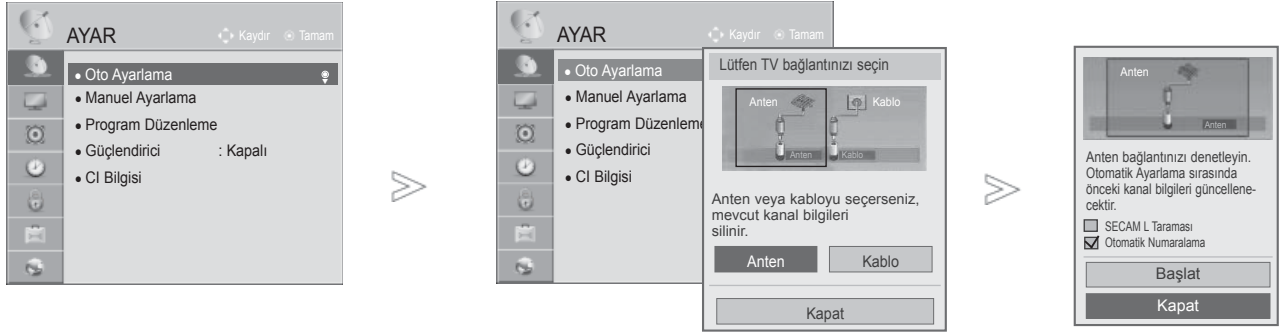 AYAR
Kaydır
Tamam
• Oto Ayarlama
• Manuel Ayarlama
• Program Düzenleme
• Güçlendirici : Kapalı
• CI Bilgisi
AYAR
Kaydır
Tamam
• Oto Ayarlama
• Manuel Ayarlama
• Program Düzenleme
• Güçlendirici
• CI Bilgisi
Lütfen TV bağlantınızı seçin
Anten
Kablo
Anten
Kablo
Anten veya kabloyu seçerseniz,
mevcut kanal bilgileri
silinir.
Anten
Kablo
Kapat
Anten
Anten
Anten bağlantınızı denetleyin.
Otomatik Ayarlama sırasında
önceki kanal bilgileri güncellene-
cektir.
SECAM L Taraması
Otomatik Numaralama
Başlat
Kapat